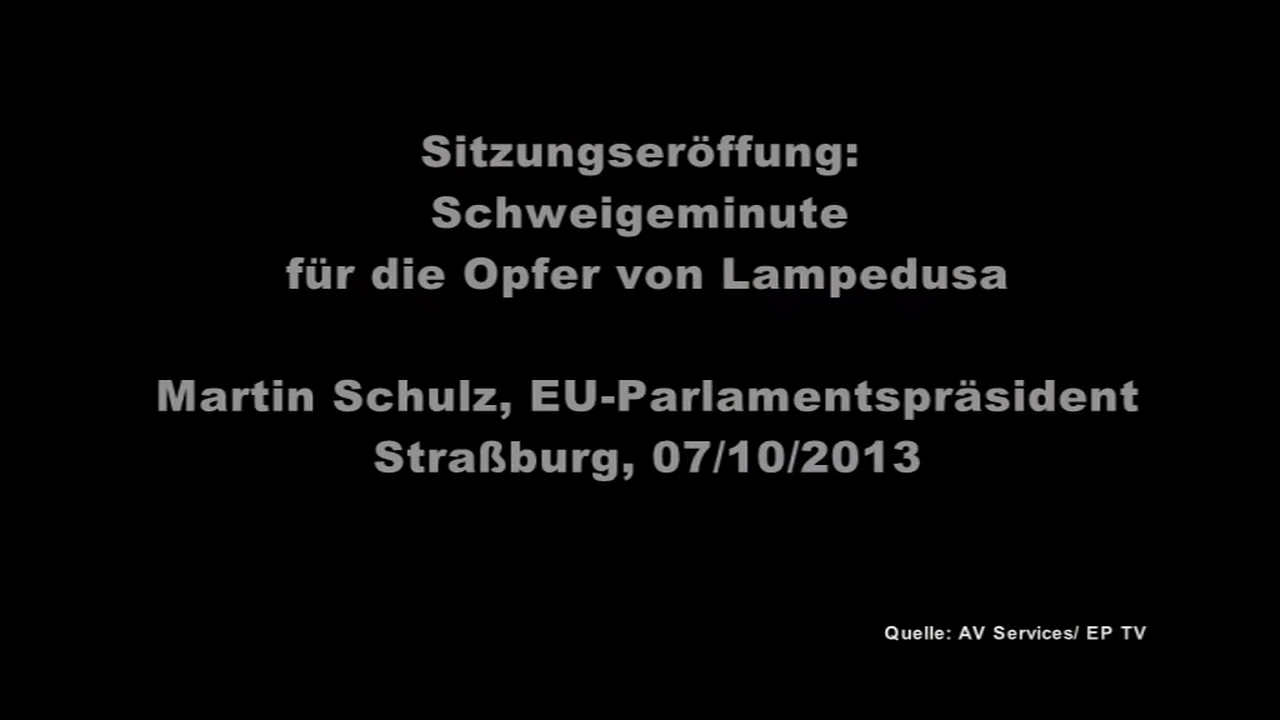 Sitzungseröffung:
Schweigeminute
für die Opfer von Lampedusa
Martin Schulz, EU-Parlamentspräsident
Straßburg, 07/10/2013
Quelle: AV Services/ EP TV